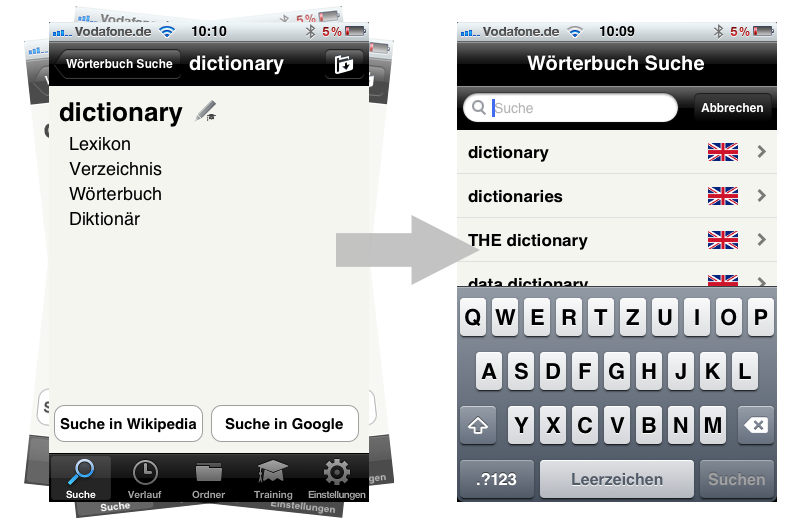 Vodafone.de 10:10 5%
Wörterbuch Suche dictionary
dictionary
Lexikon
Verzeichnis
Wörterbuch
Diktionär
Suche in Wikipedia Suche in Google
Suche Verlauf Ordner Training Einstellungen
Suche Einstellungen
Vodafone.de 10:09 5%
Wörterbuch Suche
Suche Abbrechen
dictionary
dictionaries
THE dictionary
data dictionary
Q W E R T Z U I O P
A S D F G H J K L
Y X C V B N M
.?123 Leerzeichen Suchen